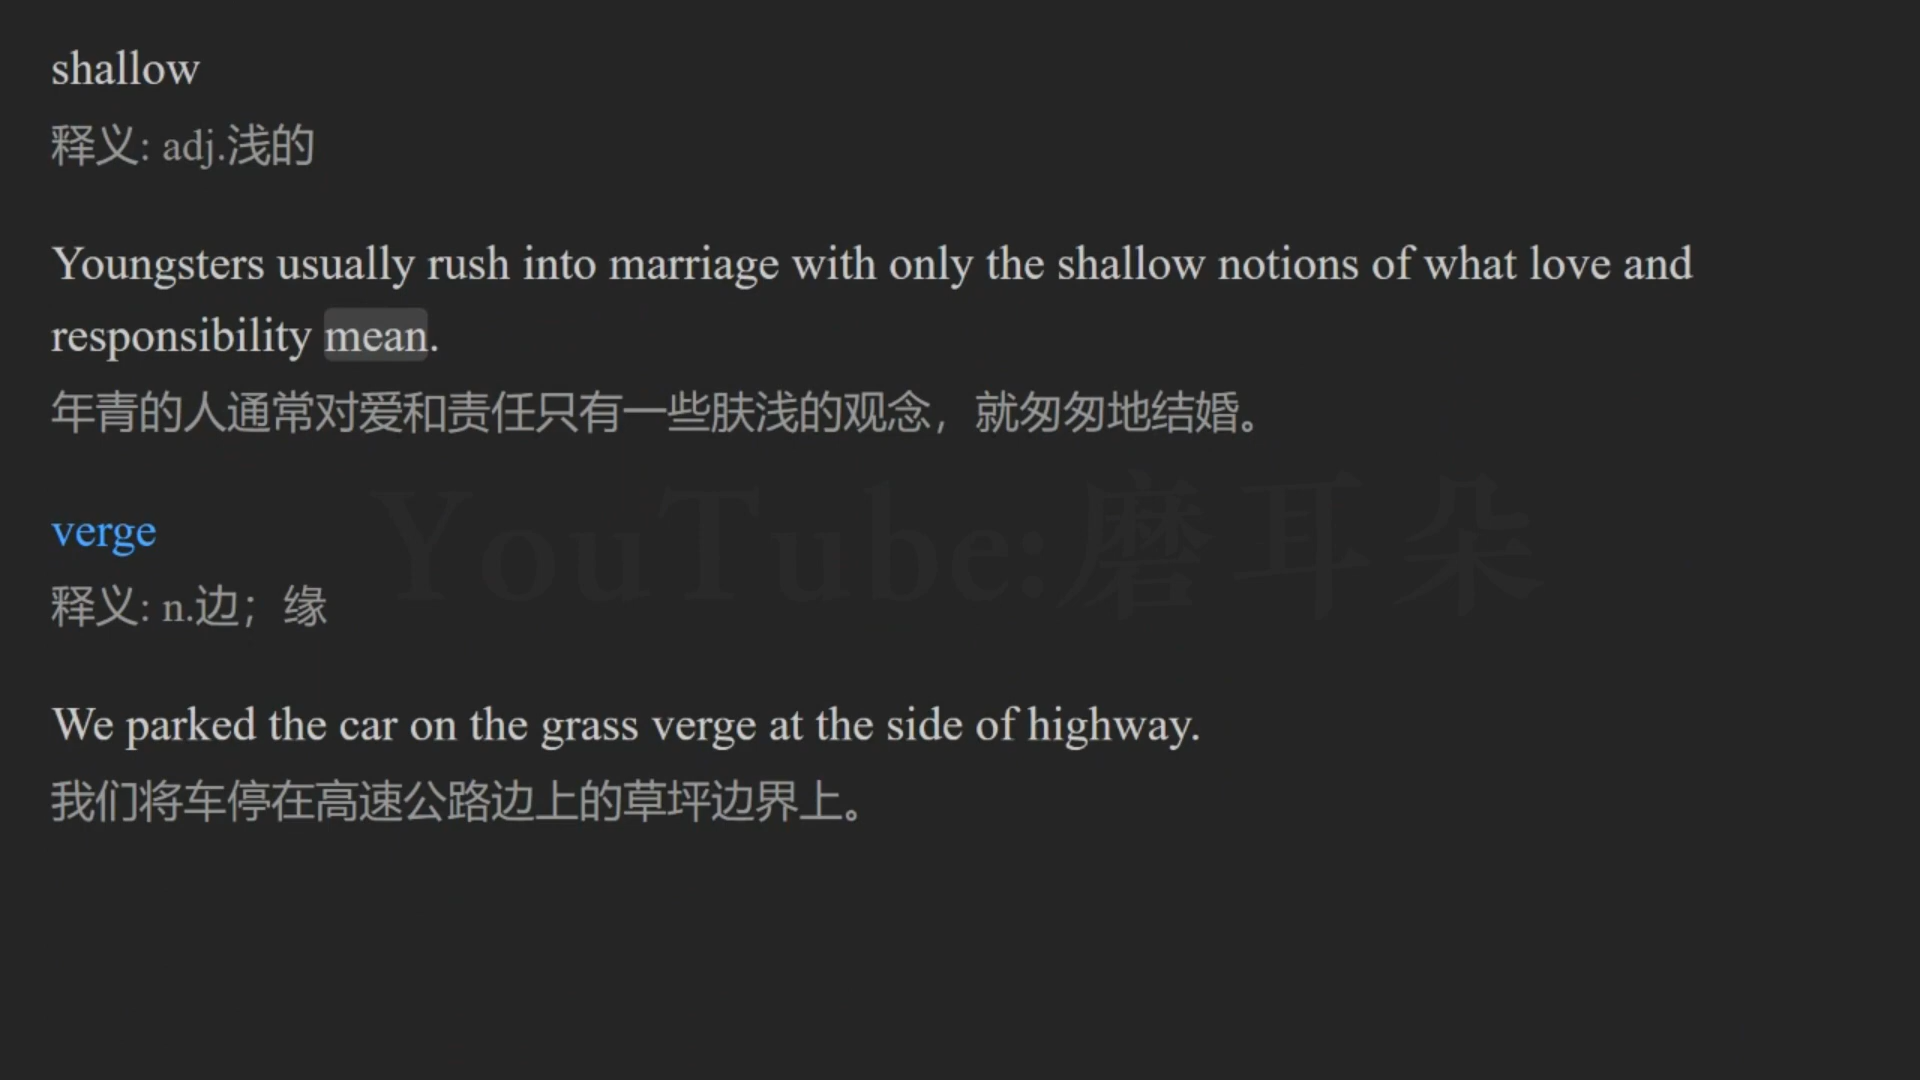 shallow
释义: adj.浅的
Youngsters usually rush into marriage with only the shallow notions of what love and
responsibility mean.
年青的人通常对爱和责任只有一些肤浅的观念，就匆匆地结婚。
YouTube:磨耳朵
verge
释义: n.边；缘
We parked the car on the grass verge at the side of highway.
我们将车停在高速公路边上的草坪边界上。